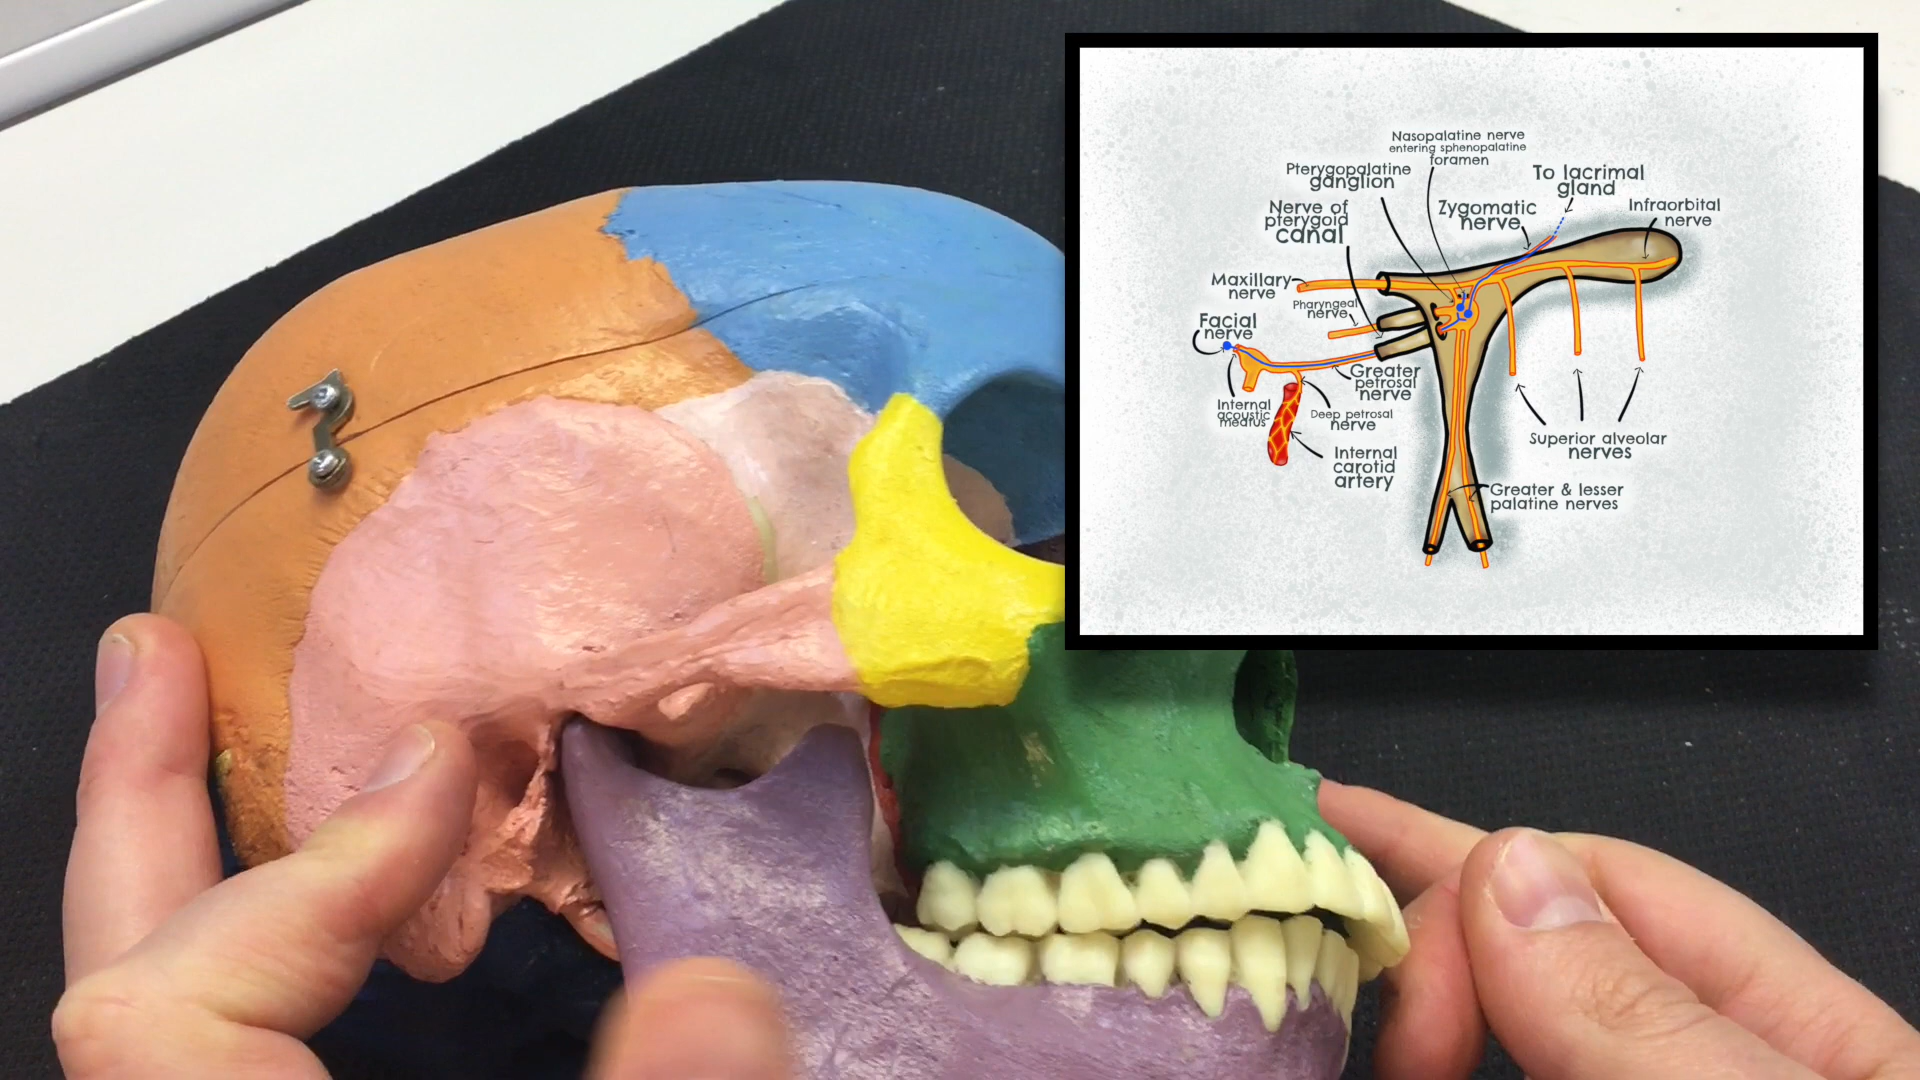 Nasopalatine nerve
entering sphenopalatine
foramen
Pterygopalatine
ganglion
To lacrimal
gland
Nerve of
pterygoid
canal
Zygomatic
nerve
Infraorbital
nerve
Maxillary
nerve
Pharyngeal
nerve
Facial
nerve
Greater
petrosal
nerve
Internal
acoustic
meatus
Deep petrosal
nerve
Internal
carotid
artery
Superior alveolar
nerves
Greater & lesser
palatine nerves